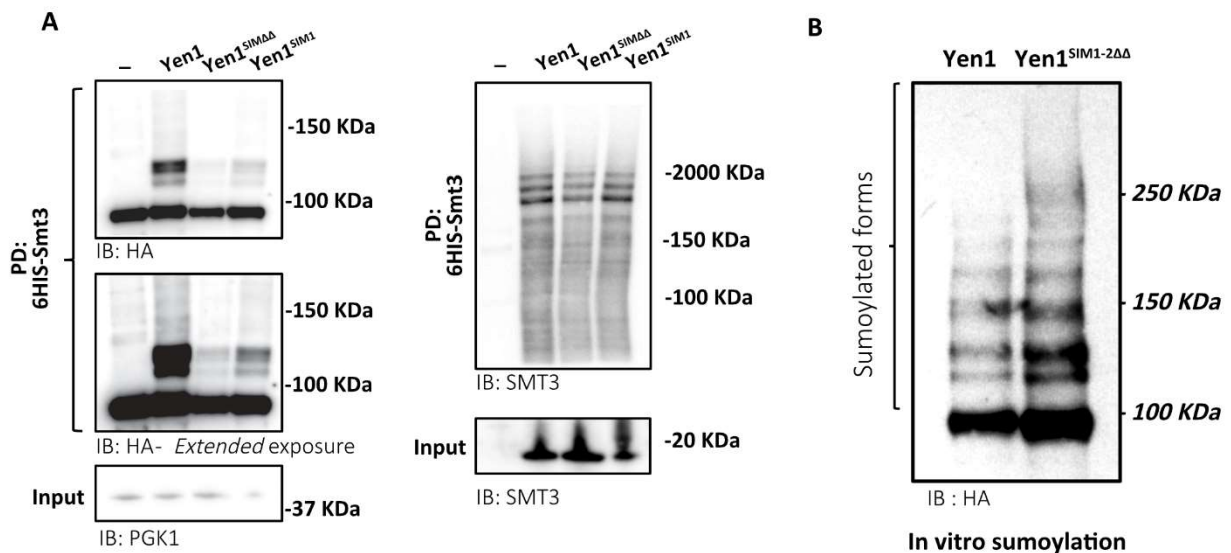 A
– Yen1 Yen1SIMΔΔ Yen1SIM1
-150 KDa
-100 KDa
IB: HA
-150 KDa
-100 KDa
IB: HA- Extended exposure
PD:
6HIS-Smt3
Input
-37 KDa
IB: PGK1
– Yen1 Yen1SIMΔΔ Yen1SIM1
PD:
6HIS-Smt3
-2000 KDa
-150 KDa
-100 KDa
IB: SMT3
Input
-20 KDa
IB: SMT3
B
Yen1 Yen1SIM1-2ΔΔ
Sumoylated forms
- 250 KDa
- 150 KDa
- 100 KDa
IB : HA
In vitro sumoylation